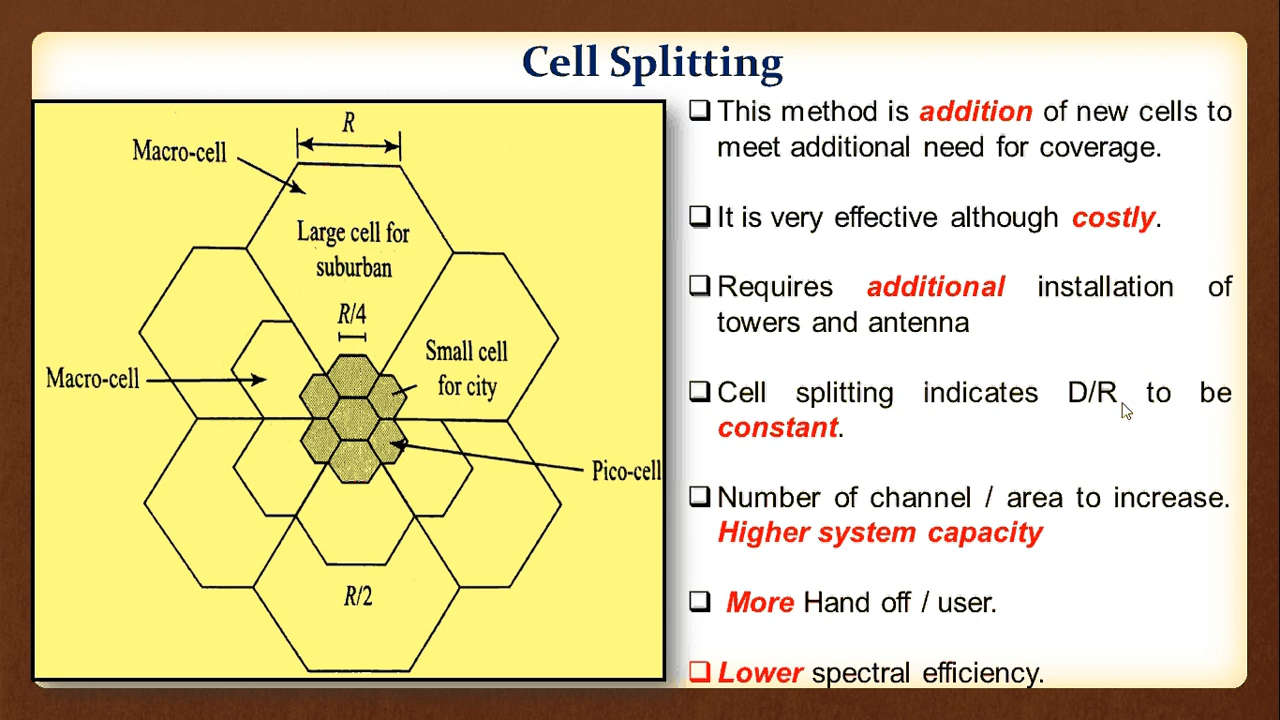 Cell Splitting
R
Macro-cell
Large cell for
suburban
R/4
Small cell
for city
Macro-cell
Pico-cell
R/2
❑ This method is addition of new cells to
meet additional need for coverage.
❑ It is very effective although costly.
❑ Requires additional installation of
towers and antenna
❑ Cell splitting indicates D/R to be
constant.
❑ Number of channel / area to increase.
Higher system capacity
❑ More Hand off / user.
❑ Lower spectral efficiency.